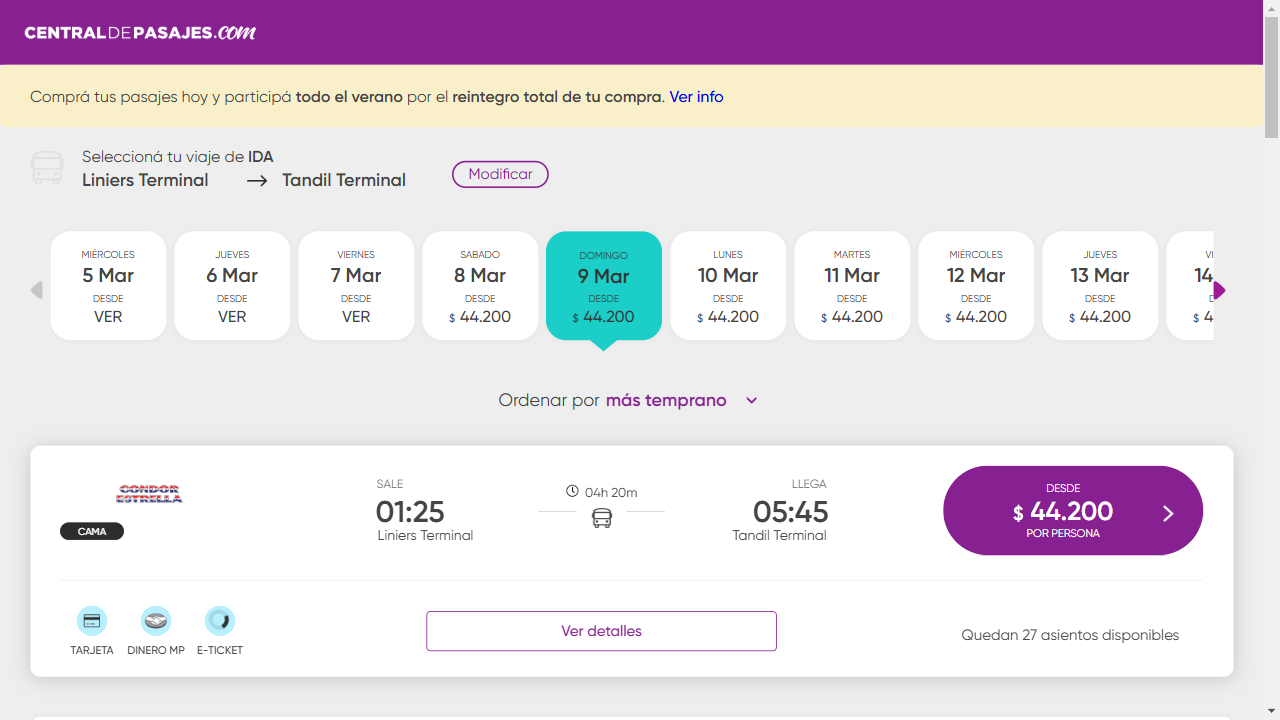 CENTRALDEPASAJES.com
Comprá tus pasajes hoy y participá todo el verano por el reintegro total de tu compra. Ver info
Seleccioná tu viaje de IDA
Liniers Terminal → Tandil Terminal
Modificar
MIÉRCOLES
5 Mar
DESDE
VER
JUEVES
6 Mar
DESDE
VER
VIERNES
7 Mar
DESDE
VER
SABADO
8 Mar
DESDE
$ 44.200
DOMINGO
9 Mar
DESDE
$ 44.200
LUNES
10 Mar
DESDE
$ 44.200
MARTES
11 Mar
DESDE
$ 44.200
MIÉRCOLES
12 Mar
DESDE
$ 44.200
JUEVES
13 Mar
DESDE
$ 44.200
14
$ 4
Ordenar por más temprano
CONDOR
ESTRELLA
CAMA
SALE
01:25
Liniers Terminal
04h 20m
LLEGA
05:45
Tandil Terminal
DESDE
$ 44.200
POR PERSONA
TARJETA
DINERO MP
E-TICKET
Ver detalles
Quedan 27 asientos disponibles